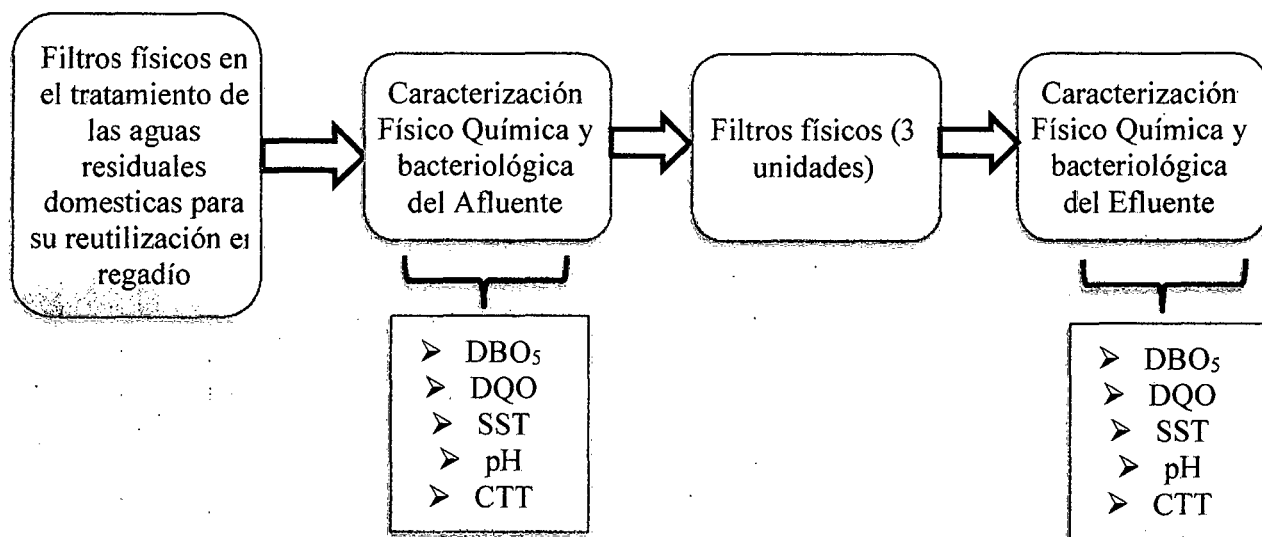 Filtros físicos en
el tratamiento de
las aguas
residuales
domesticas para
su reutilización en
regadío
Caracterización
Físico Química y
bacteriológica
del Afluente
➢ DBO₅
➢ DQO
➢ SST
➢ pH
➢ CTT
Filtros físicos (3
unidades)
Caracterización
Físico Química y
bacteriológica
del Efluente
➢ DBO₅
➢ DQO
➢ SST
➢ pH
➢ CTT